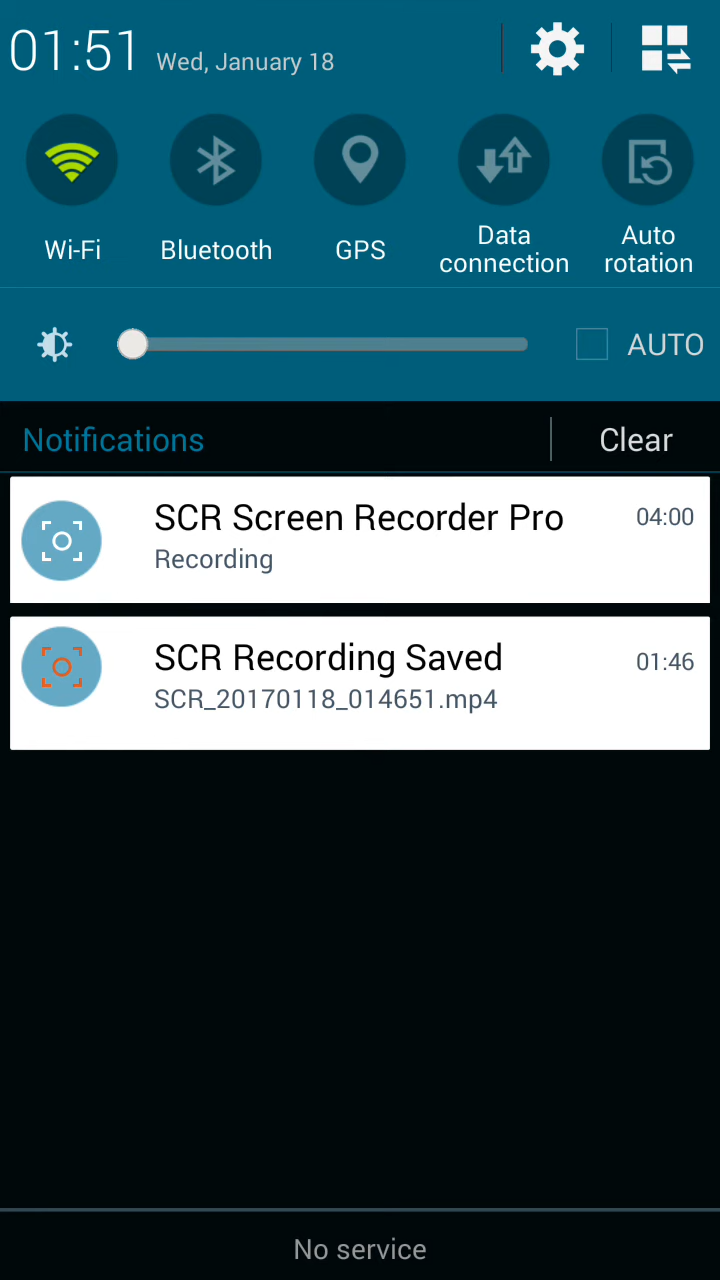 01:51 Wed, January 18
Wi-Fi Bluetooth GPS Data connection Auto rotation
AUTO
Notifications Clear
SCR Screen Recorder Pro 04:00
Recording
SCR Recording Saved 01:46
SCR_20170118_014651.mp4
No service